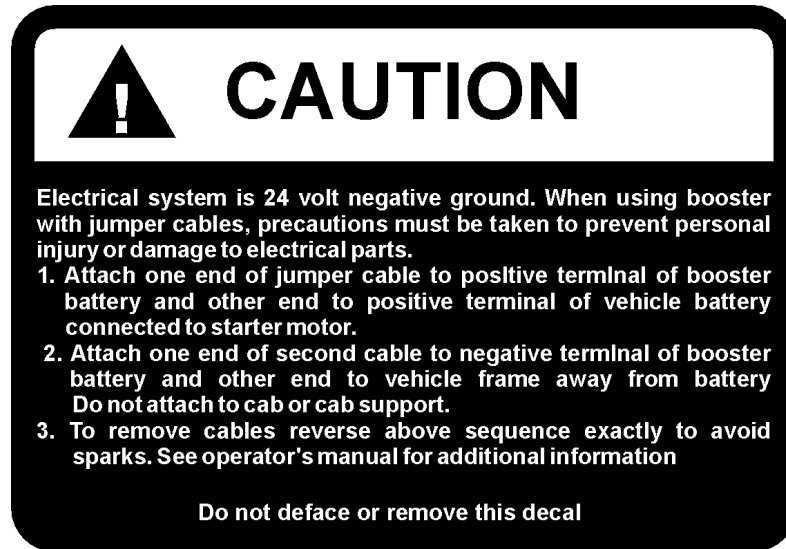 !
CAUTION
Electrical system is 24 volt negative ground. When using booster
with jumper cables, precautions must be taken to prevent personal
injury or damage to electrical parts.
1. Attach one end of jumper cable to posItive termInal of booster
battery and other end to positive terminal of vehicle battery
connected to starter motor.
2. Attach one end of second cable to negative termInal of booster
battery and other end to vehicle frame away from battery
Do not attach to cab or cab support.
3. To remove cables reverse above sequence exactly to avoid
sparks. See operator's manual for additional information
Do not deface or remove this decal